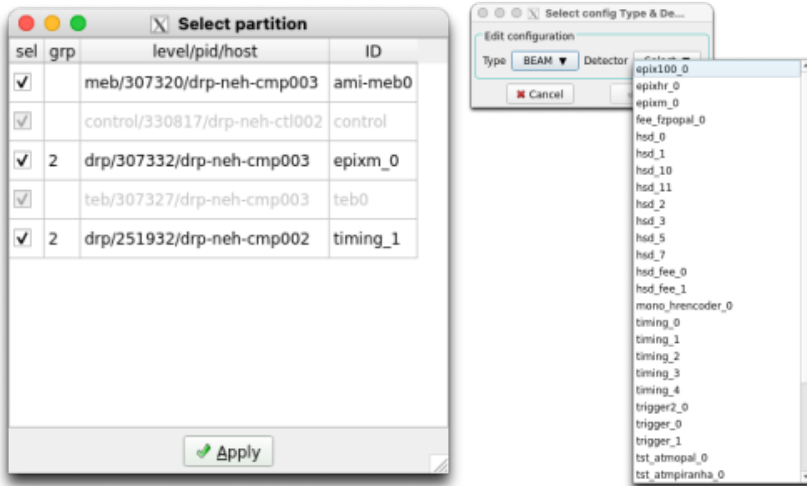 Select partition
sel grp level/pid/host ID
meb/307320/drp-neh-cmp003 ami-meb0
control/330817/drp-neh-ctl002 control
2 drp/307332/drp-neh-cmp003 epixm_0
teb/307327/drp-neh-cmp003 teb0
2 drp/251932/drp-neh-cmp002 timing_1
Apply
Select config Type & De...
Edit configuration
Type BEAM ▼ Detector
Cancel
epix100_0
epixhr_0
epixm_0
fee_fzpopal_0
hsd_0
hsd_1
hsd_10
hsd_11
hsd_2
hsd_3
hsd_5
hsd_7
hsd_fee_0
hsd_fee_1
mono_hrencoder_0
timing_0
timing_1
timing_2
timing_3
timing_4
trigger2_0
trigger_0
trigger_1
tst_atmopal_0
tst_atmpiranha_0